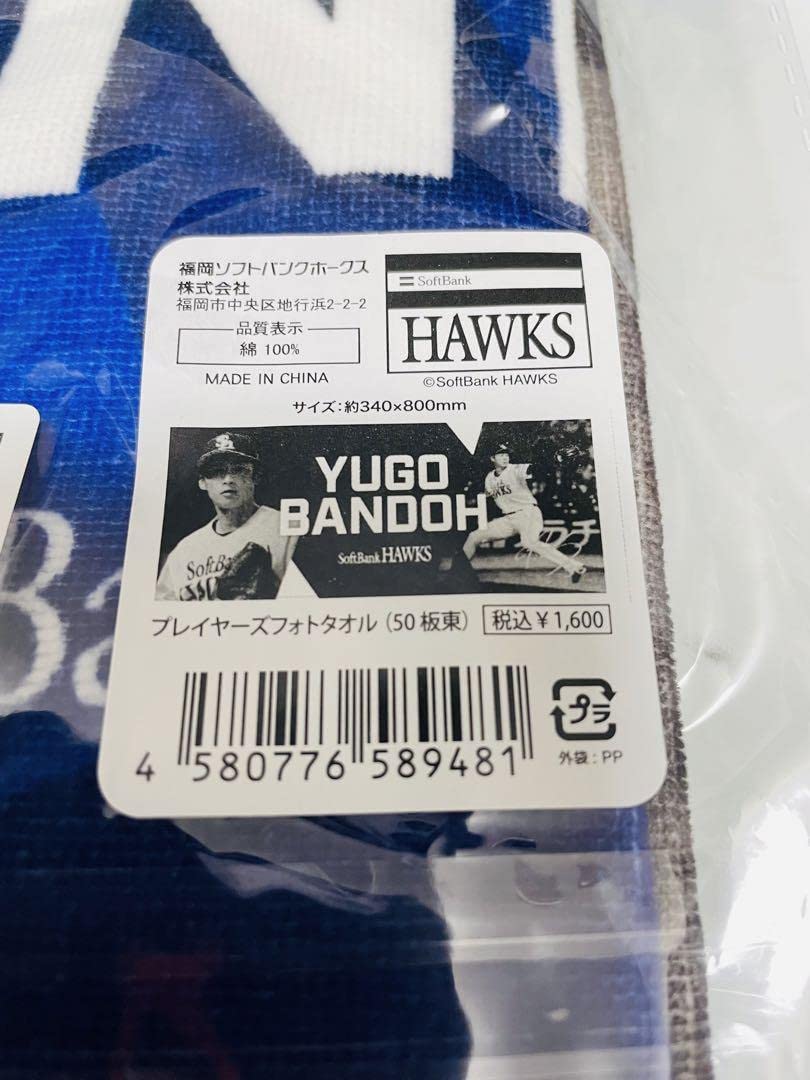 福岡ソフトバンクホークス
株式会社
福岡市中央区地行浜2-2-2
品質表示
綿 100%
MADE IN CHINA
SoftBank
HAWKS
©SoftBank HAWKS
サイズ:約340×800mm
YUGO
BANDOH
SoftBank HAWKS
プレイヤーズフォトタオル(50 板東)
税込¥1,600
4 580776 589481
プラ
外袋:PP
Ba